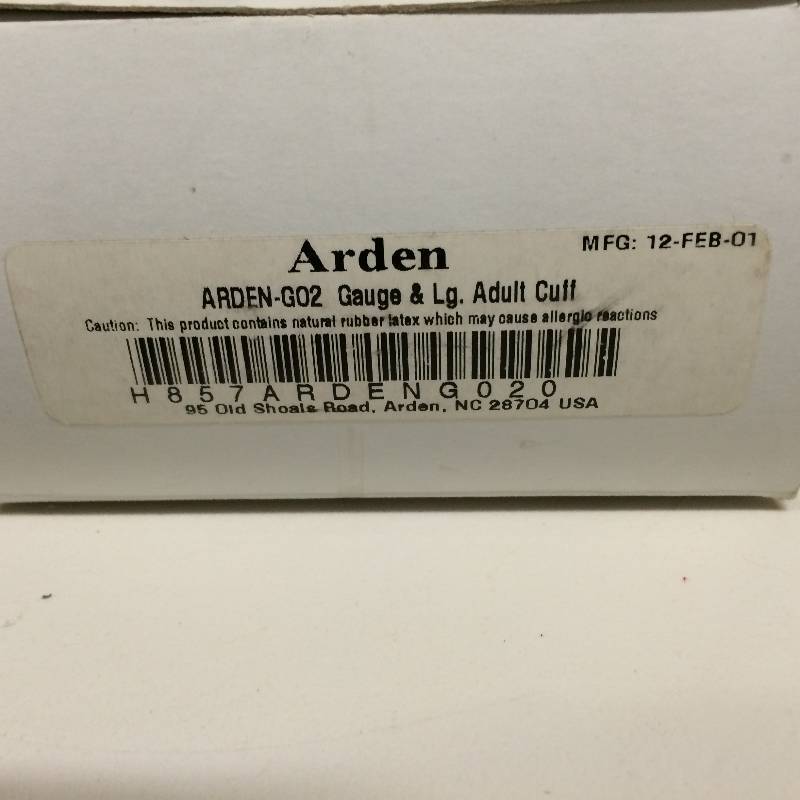 Arden
MFG: 12-FEB-01
ARDEN-G02 Gauge & Lg. Adult Cuff
Caution: This product contains natural rubber latex which may cause allergic reactions
H857ARDENG020
95 Old Shoals Road, Arden, NC 28704 USA